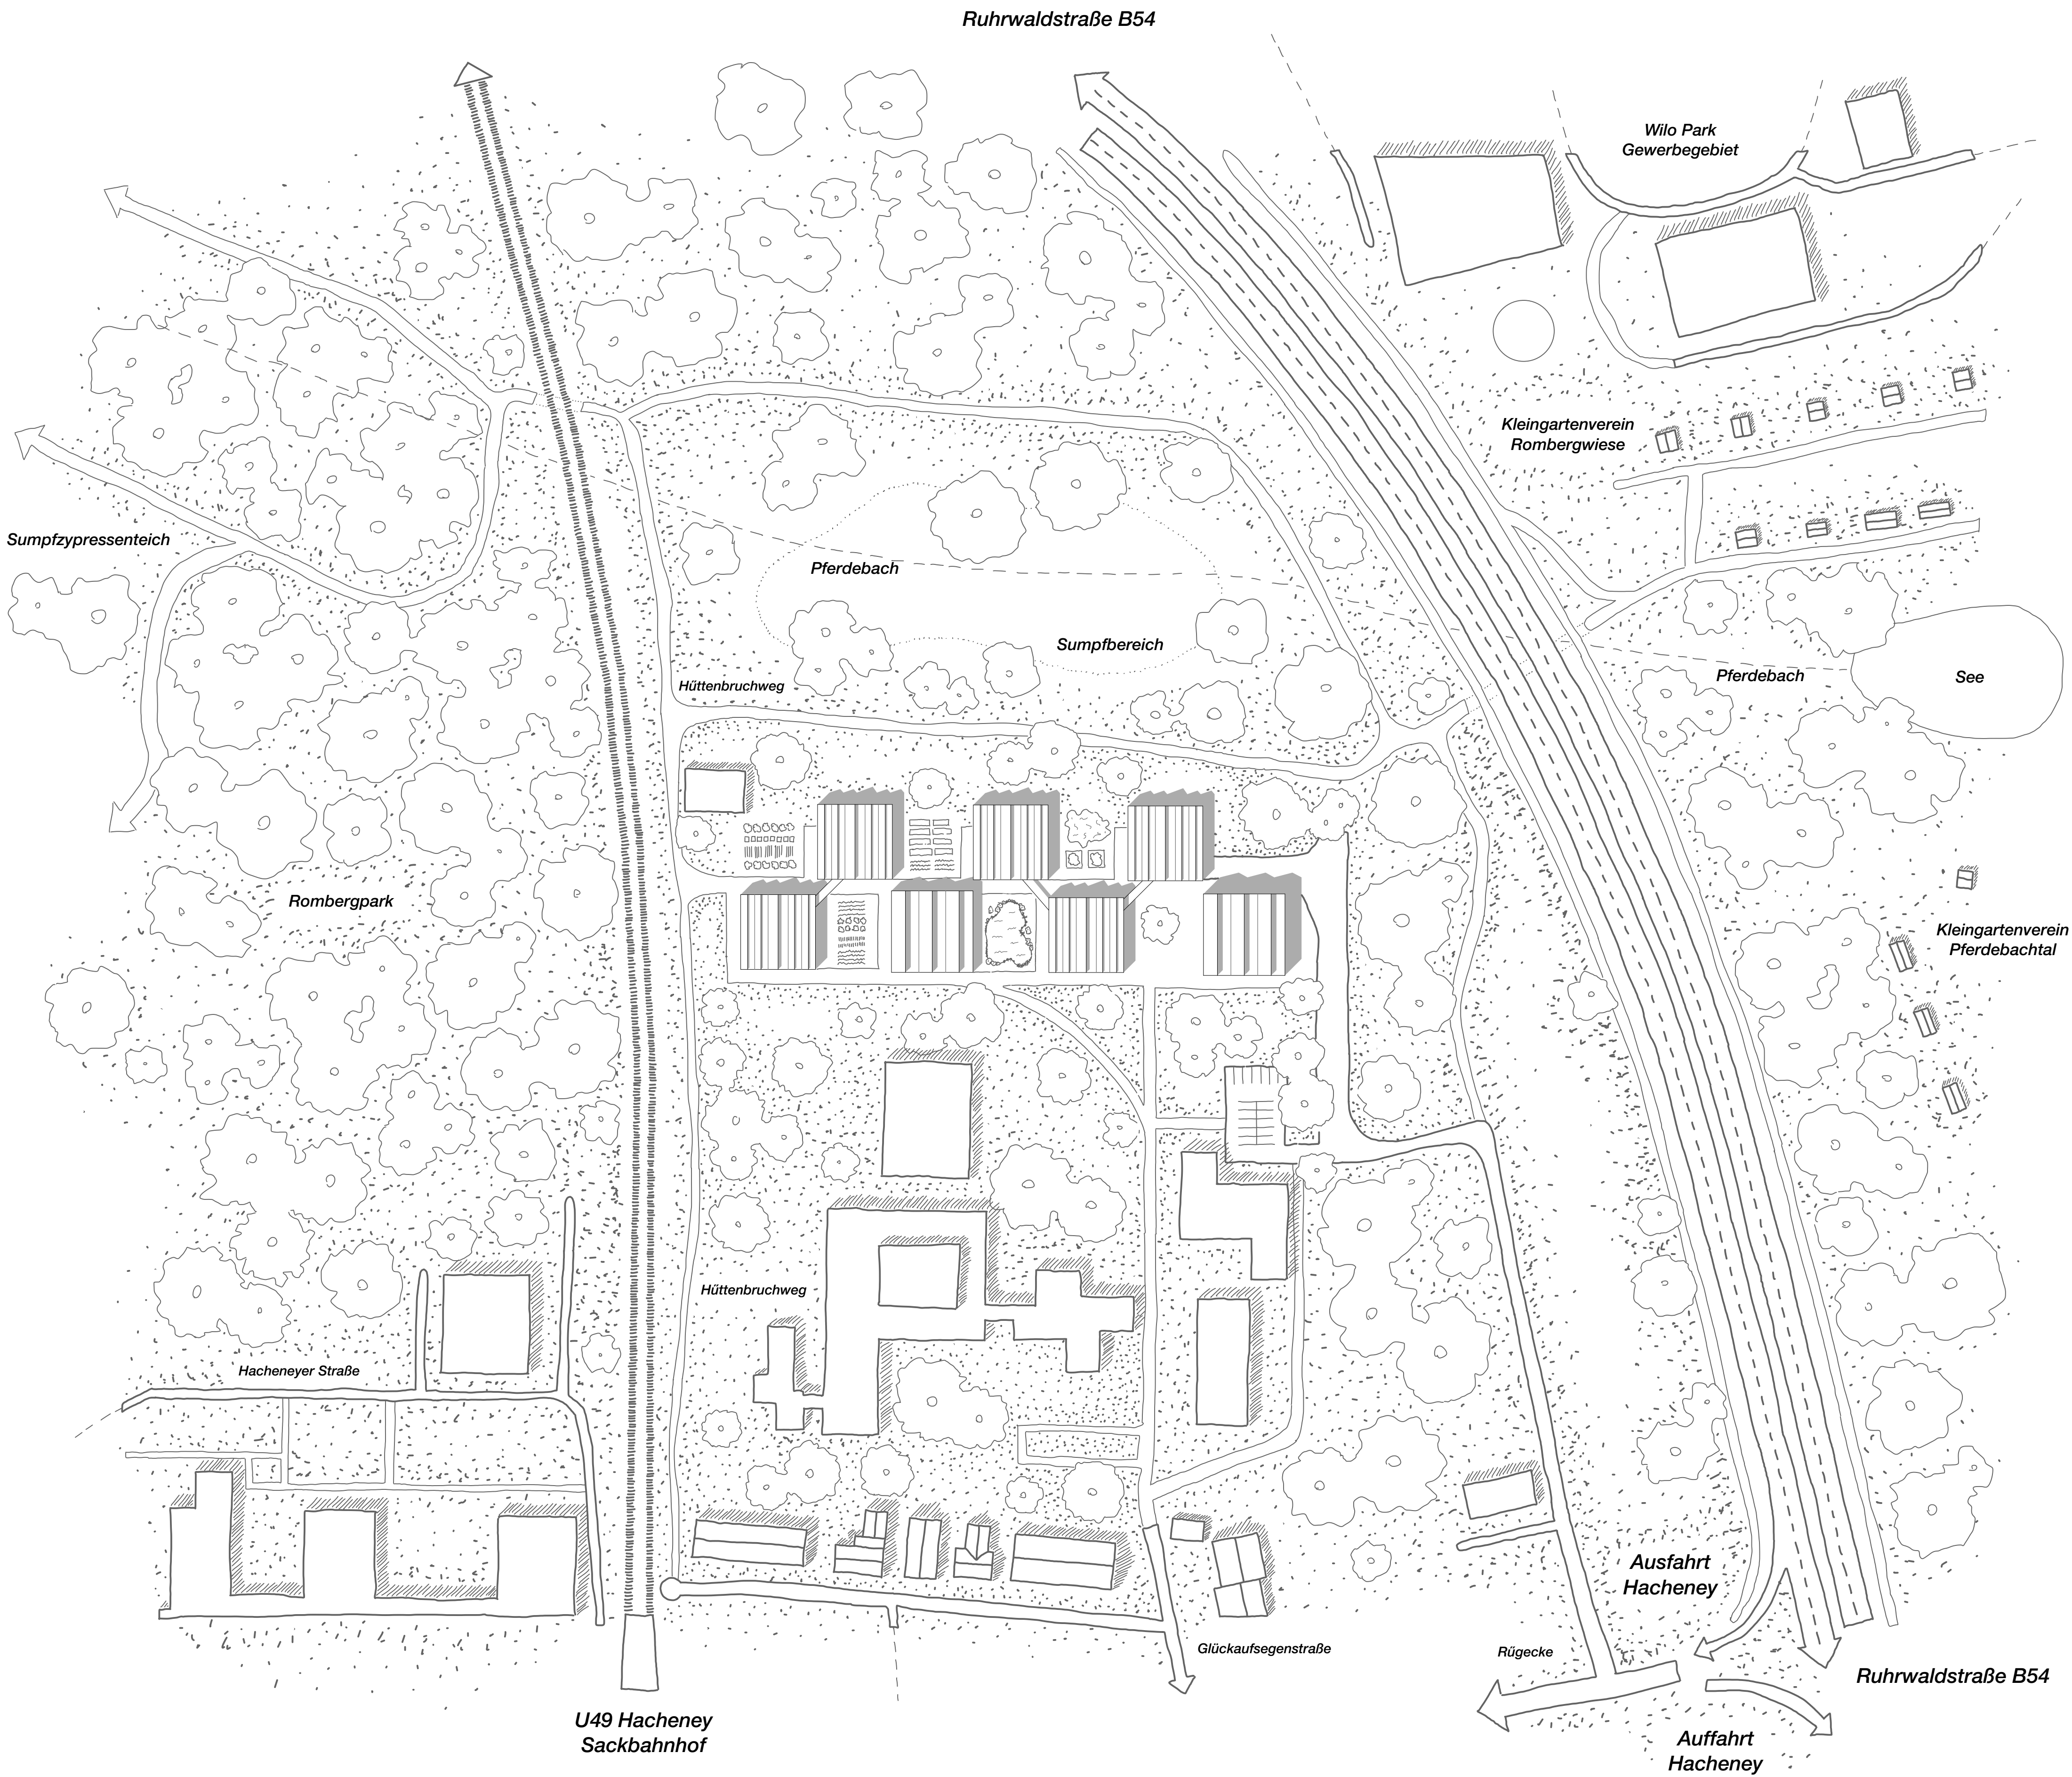 Ruhrwaldstraße B54
Wilo Park
Gewerbegebiet
Kleingartenverein
Rombergwiese
Sumpfzypressenteich
Pferdebach
Sumpfbereich
Hüttenbruchweg
Pferdebach
See
Rombergpark
Kleingartenverein
Pferdebachtal
Hüttenbruchweg
Hacheneyer Straße
Ausfahrt
Hacheney
Glückaufsegenstraße
Rügecke
Ruhrwaldstraße B54
U49 Hacheney
Sackbahnhof
Auffahrt
Hacheney